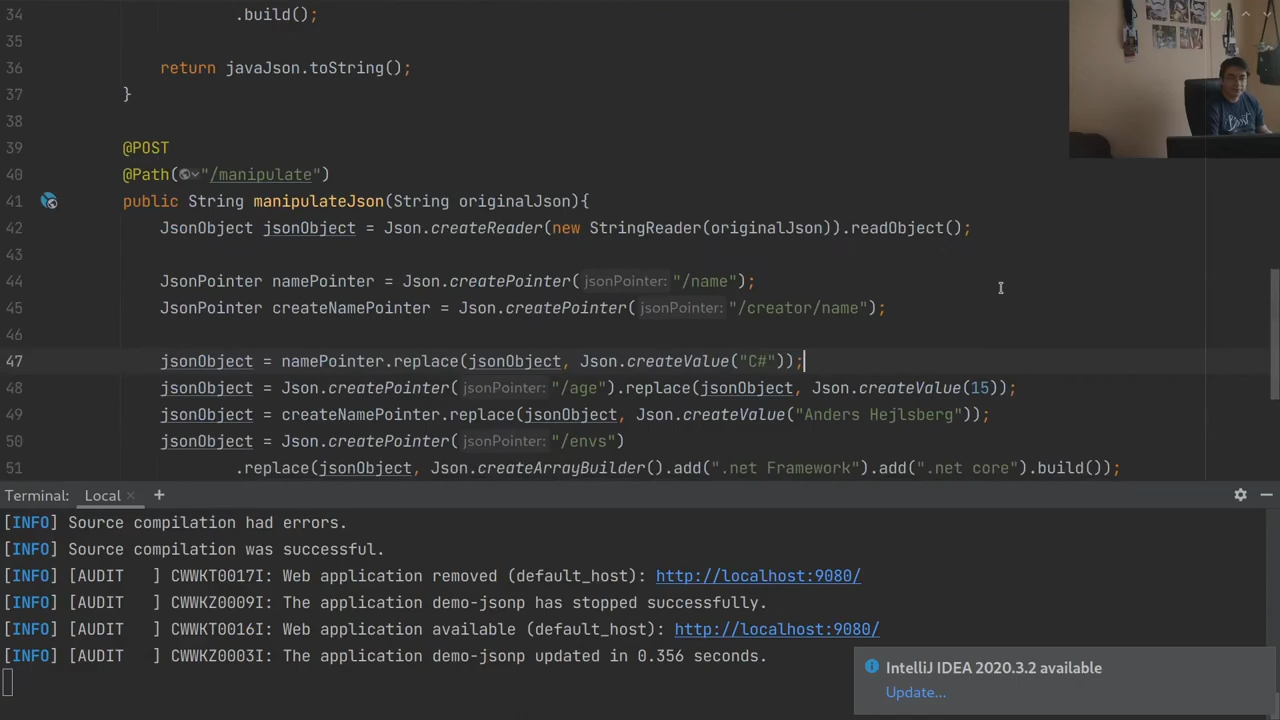 34 .build();
35
36 return javaJson.toString();
37 }
38
39 @POST
40 @Path("/manipulate")
41 public String manipulateJson(String originalJson){
42 JsonObject jsonObject = Json.createReader(new StringReader(originalJson)).readObject();
43
44 JsonPointer namePointer = Json.createPointer( jsonPointer: "/name");
45 JsonPointer createNamePointer = Json.createPointer( jsonPointer: "/creator/name");
46
47 jsonObject = namePointer.replace(jsonObject, Json.createValue("C#"));
48 jsonObject = Json.createPointer( jsonPointer: "/age").replace(jsonObject, Json.createValue(15));
49 jsonObject = createNamePointer.replace(jsonObject, Json.createValue("Anders Hejlsberg"));
50 jsonObject = Json.createPointer( jsonPointer: "/envs")
51 .replace(jsonObject, Json.createArrayBuilder().add(".net Framework").add(".net core").build());
Terminal: Local × +
[INFO] Source compilation had errors.
[INFO] Source compilation was successful.
[INFO] [AUDIT   ] CWWKT0017I: Web application removed (default_host): http://localhost:9080/
[INFO] [AUDIT   ] CWWKZ0009I: The application demo-jsonp has stopped successfully.
[INFO] [AUDIT   ] CWWKT0016I: Web application available (default_host): http://localhost:9080/
[INFO] [AUDIT   ] CWWKZ0003I: The application demo-jsonp updated in 0.356 seconds.
IntelliJ IDEA 2020.3.2 available
Update...